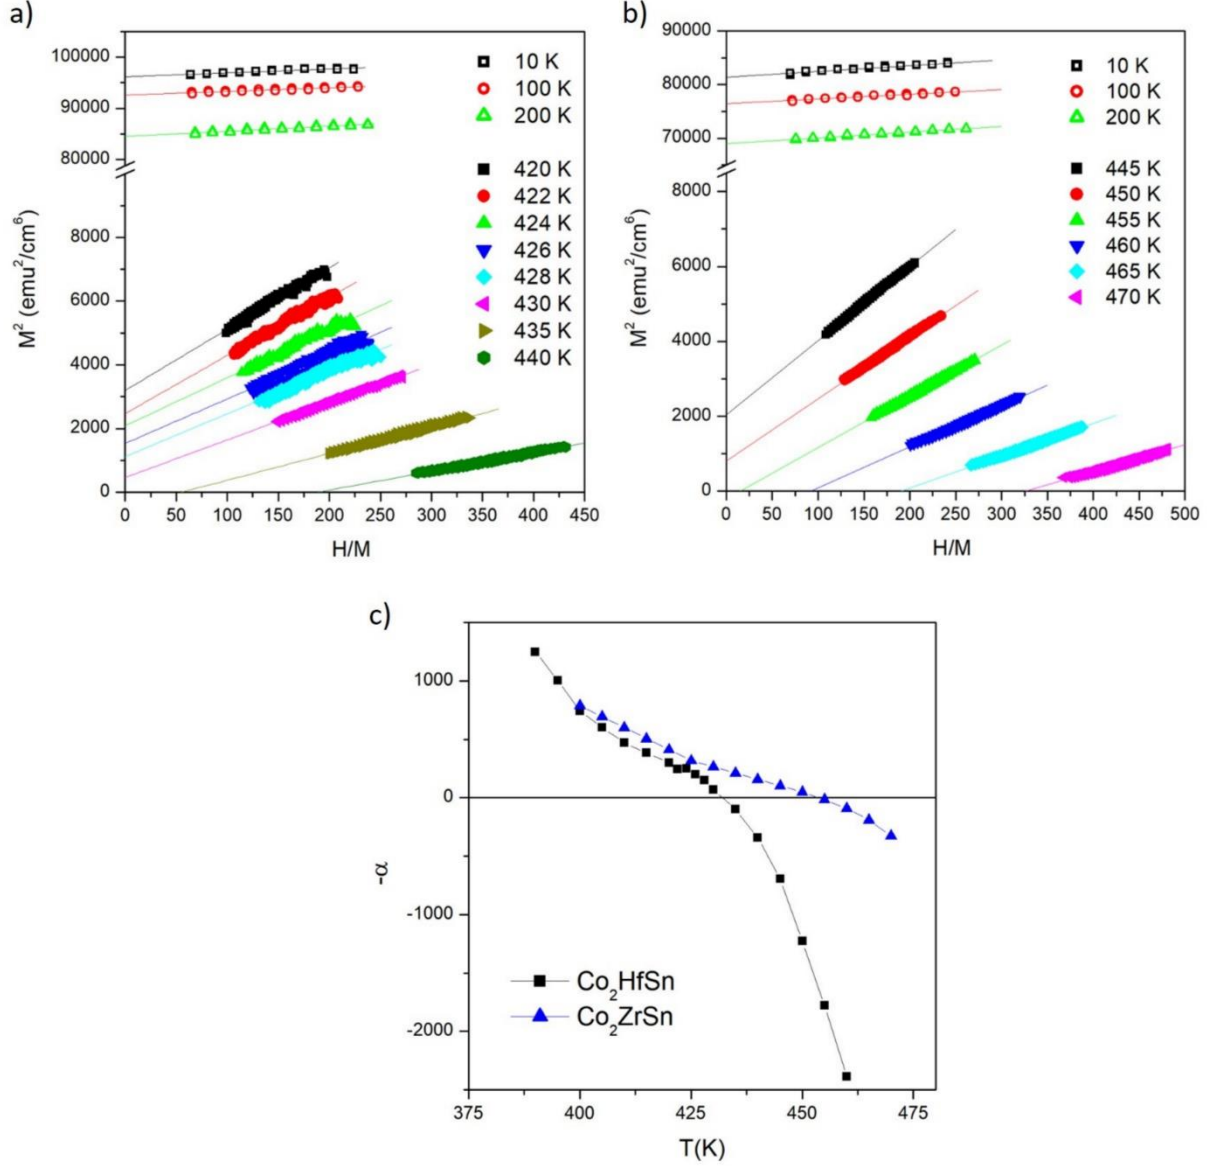 a)
M² (emu²/cm⁶)
100000
90000
80000
8000
6000
4000
2000
0
0 50 100 150 200 250 300 350 400 450
H/M
10 K
100 K
200 K
420 K
422 K
424 K
426 K
428 K
430 K
435 K
440 K
b)
M² (emu²/cm⁶)
90000
80000
70000
8000
6000
4000
2000
0
0 50 100 150 200 250 300 350 400 450 500
H/M
10 K
100 K
200 K
445 K
450 K
455 K
460 K
465 K
470 K
c)
-α
1000
0
-1000
-2000
375 400 425 450 475
T(K)
Co₂HfSn
Co₂ZrSn